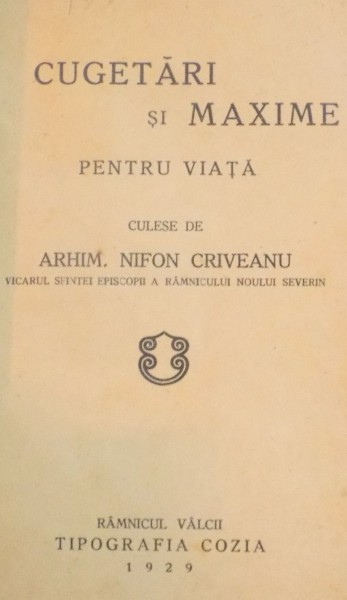 CUGETĂRI
ȘI MAXIME
PENTRU VIAȚĂ
CULESE DE
ARHIM. NIFON CRIVEANU
VICARUL SFINTEI EPISCOPII A RÂMNICULUI NOULUI SEVERIN
RÂMNICUL VÂLCII
TIPOGRAFIA COZIA
1929